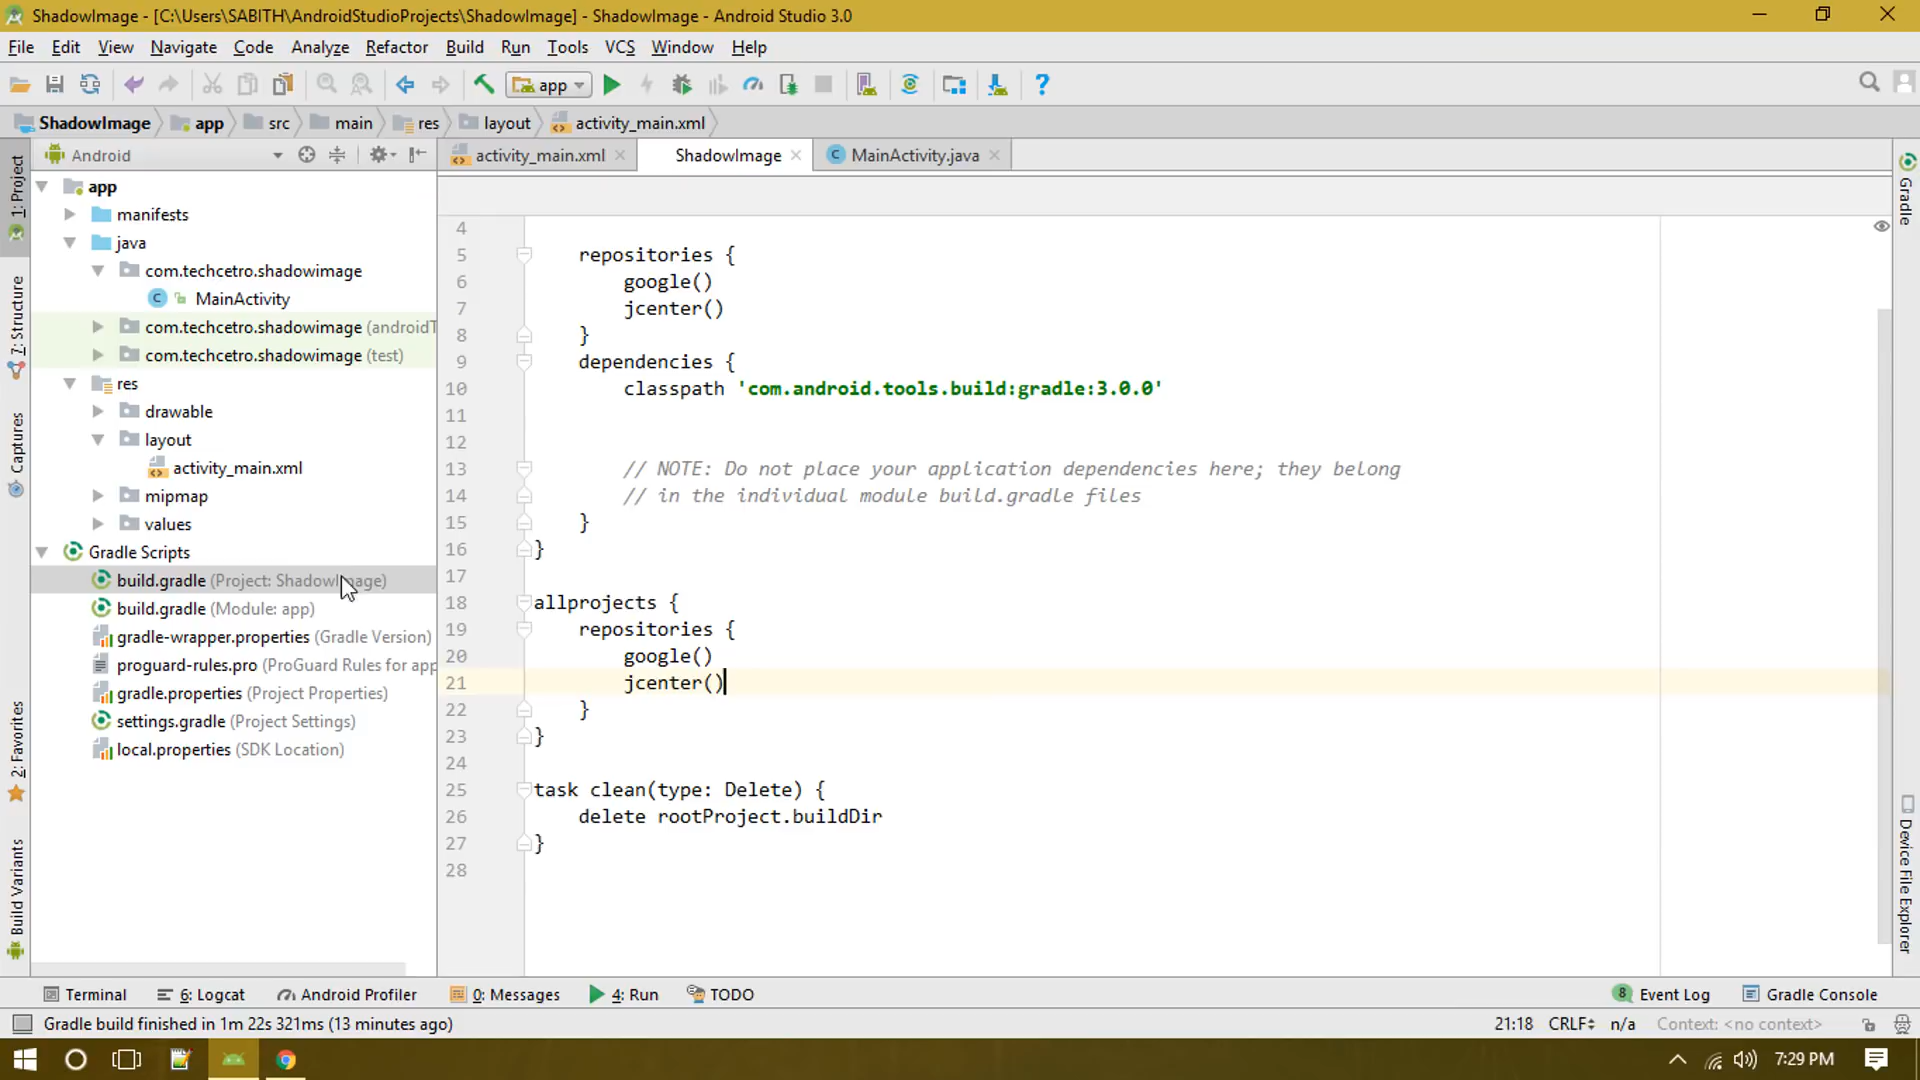 ShadowImage - [C:\Users\SABITH\AndroidStudioProjects\ShadowImage] - ShadowImage - Android Studio 3.0
File Edit View Navigate Code Analyze Refactor Build Run Tools VCS Window Help
app
ShadowImage app src main res layout activity_main.xml
Android
activity_main.xml ShadowImage MainActivity.java
1: Project
7: Structure
Captures
2: Favorites
Build Variants
app
manifests
java
com.techcetro.shadowimage
MainActivity
com.techcetro.shadowimage (androidT
com.techcetro.shadowimage (test)
res
drawable
layout
activity_main.xml
mipmap
values
Gradle Scripts
build.gradle (Project: ShadowImage)
build.gradle (Module: app)
gradle-wrapper.properties (Gradle Version)
proguard-rules.pro (ProGuard Rules for app
gradle.properties (Project Properties)
settings.gradle (Project Settings)
local.properties (SDK Location)
4
5 repositories {
6 google()
7 jcenter()
8 }
9 dependencies {
10 classpath 'com.android.tools.build:gradle:3.0.0'
11
12
13 // NOTE: Do not place your application dependencies here; they belong
14 // in the individual module build.gradle files
15 }
16 }
17
18 allprojects {
19 repositories {
20 google()
21 jcenter()
22 }
23 }
24
25 task clean(type: Delete) {
26 delete rootProject.buildDir
27 }
28
Gradle
Device File Explorer
Terminal 6: Logcat Android Profiler 0: Messages 4: Run TODO 8 Event Log Gradle Console
Gradle build finished in 1m 22s 321ms (13 minutes ago) 21:18 CRLF n/a Context: <no context>
7:29 PM